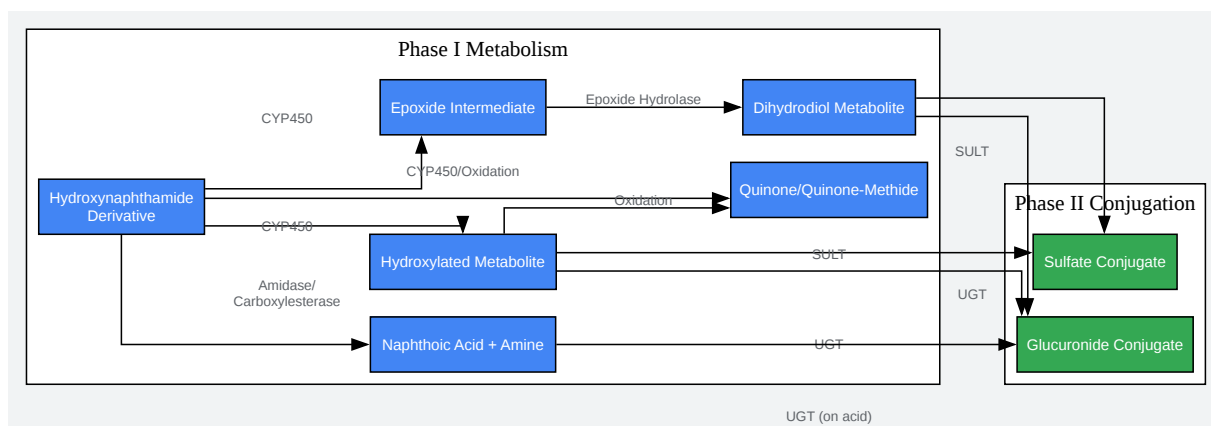 Phase I Metabolism
Epoxide Intermediate
Epoxide Hydrolase
Dihydrodiol Metabolite
CYP450
SULT
CYP450/Oxidation
Hydroxynaphthamide
Derivative
Oxidation
Quinone/Quinone-Methide
Phase II Conjugation
CYP450
Hydroxylated Metabolite
SULT
Sulfate Conjugate
Amidase/
Carboxylesterase
UGT
Naphthoic Acid + Amine
UGT
Glucuronide Conjugate
UGT (on acid)